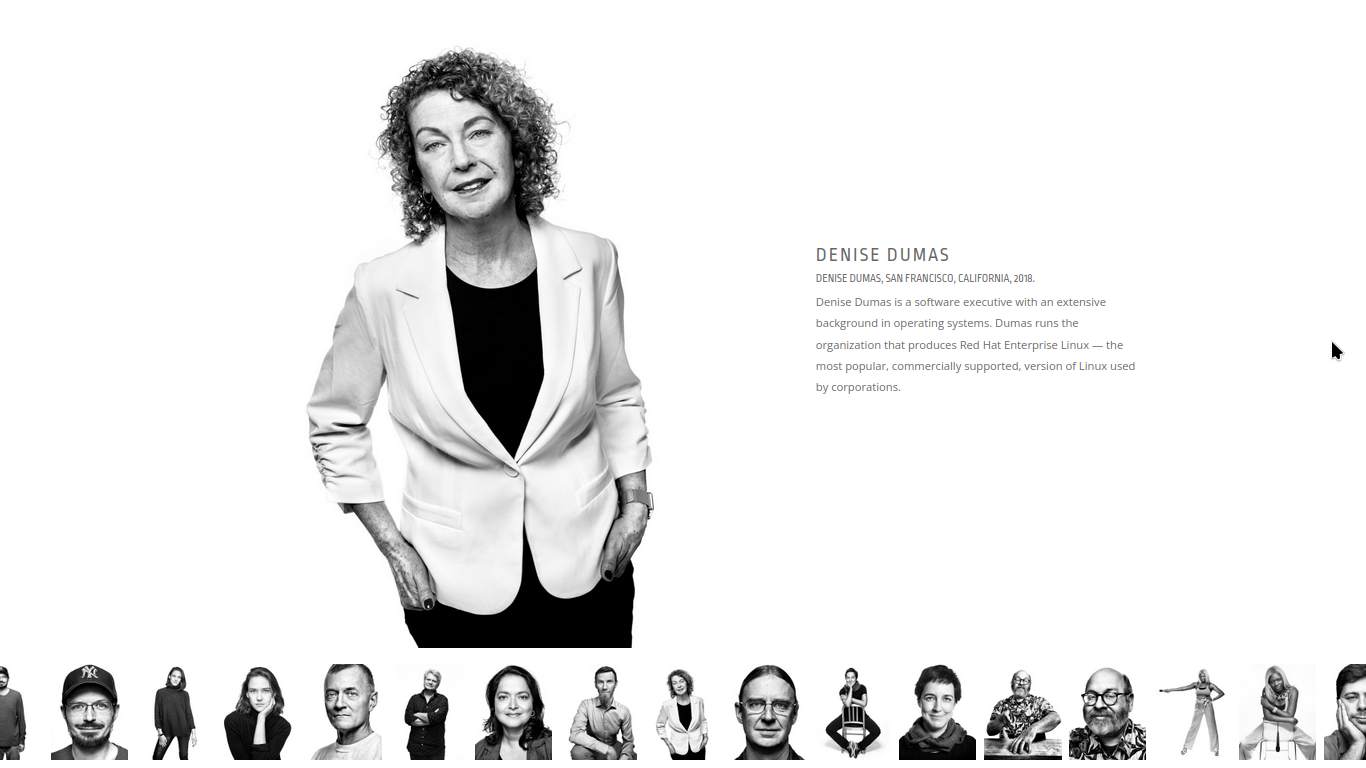 DENISE DUMAS
DENISE DUMAS, SAN FRANCISCO, CALIFORNIA, 2018.
Denise Dumas is a software executive with an extensive
background in operating systems. Dumas runs the
organization that produces Red Hat Enterprise Linux — the
most popular, commercially supported, version of Linux used
by corporations.